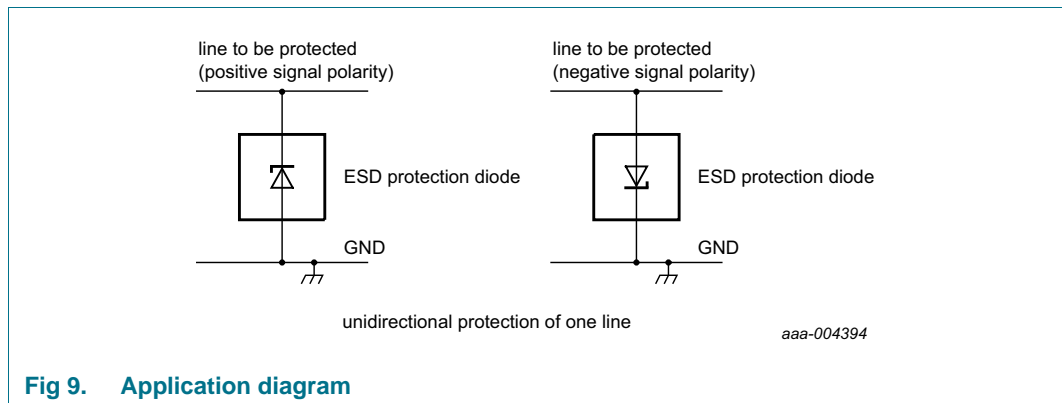 line to be protected
(positive signal polarity)
ESD protection diode
GND
line to be protected
(negative signal polarity)
ESD protection diode
GND
unidirectional protection of one line
aaa-004394
Fig 9. Application diagram